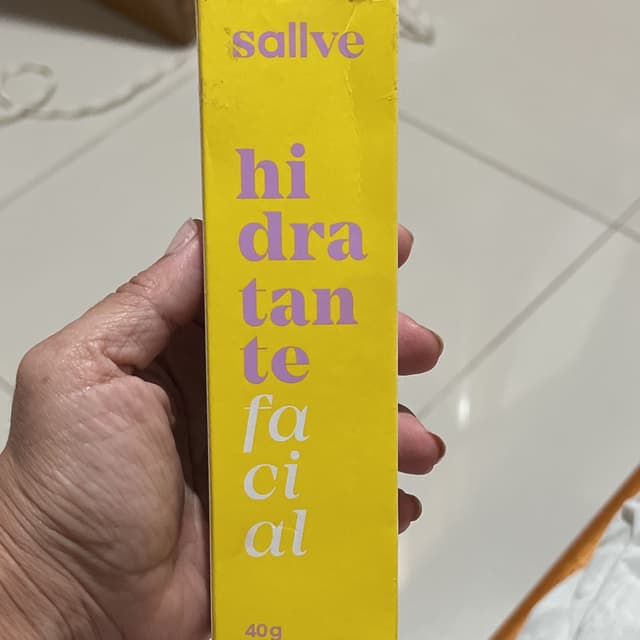 sallve
hi
dra
tan
te
fa
ci
al
40g